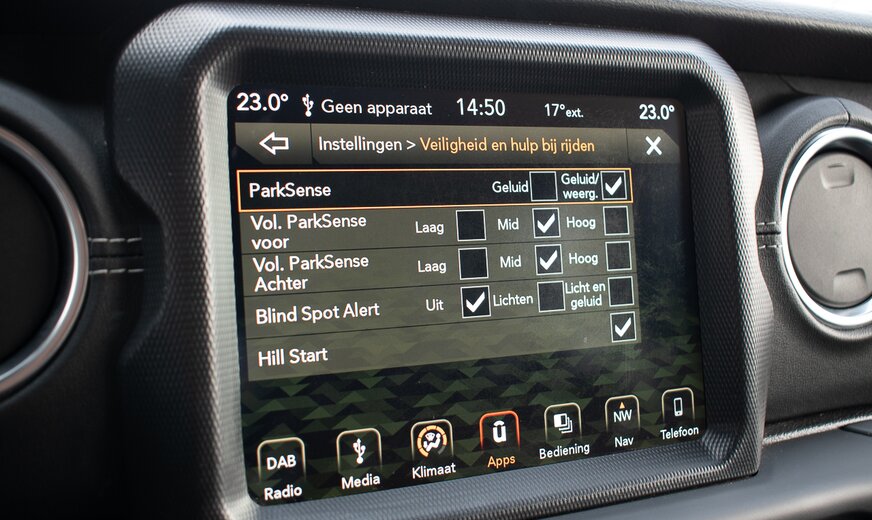 23.0° Geen apparaat 14:50 17°ext. 23.0°
Instellingen > Veiligheid en hulp bij rijden
ParkSense Geluid Geluid/
weerg.
Vol. ParkSense
voor Laag Mid Hoog
Vol. ParkSense
Achter Laag Mid Hoog
Blind Spot Alert Uit Lichten Licht en
geluid
Hill Start
DAB NW
Radio Media Klimaat Apps Bediening Nav Telefoon